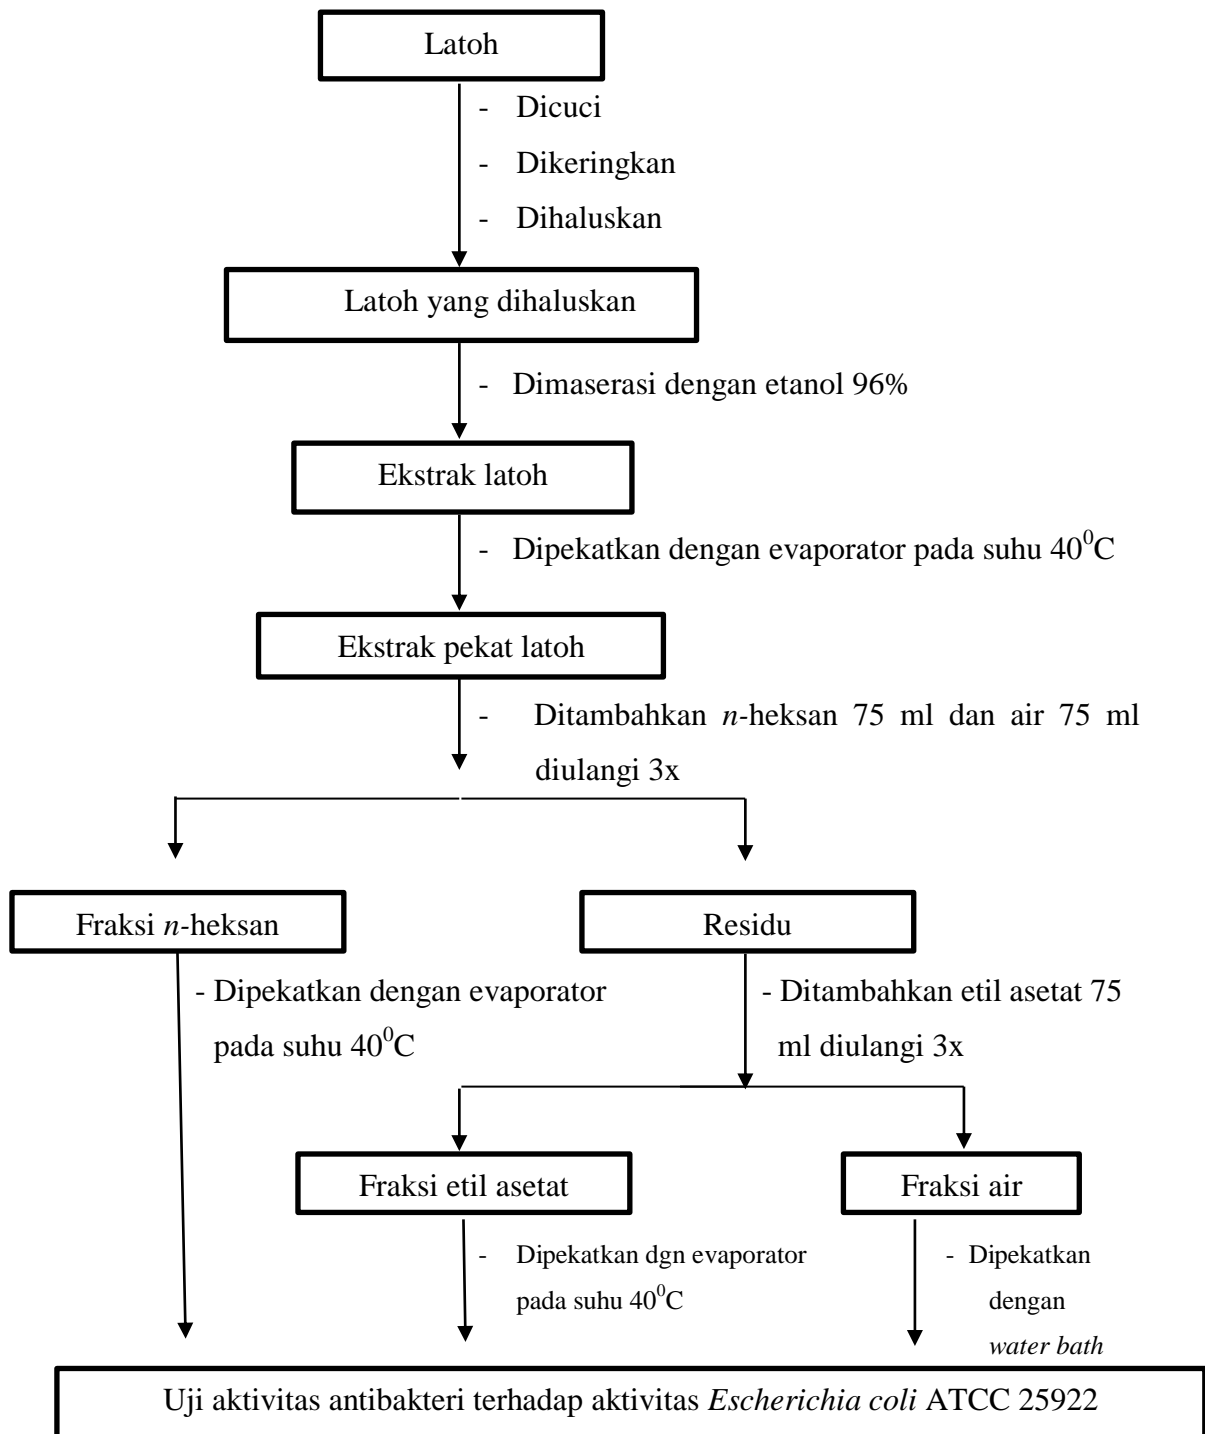 Latoh
- Dicuci
- Dikeringkan
- Dihaluskan
Latoh yang dihaluskan
- Dimaserasi dengan etanol 96%
Ekstrak latoh
- Dipekatkan dengan evaporator pada suhu 40⁰C
Ekstrak pekat latoh
- Ditambahkan n-heksan 75 ml dan air 75 ml
diulangi 3x
Fraksi n-heksan
Residu
- Dipekatkan dengan evaporator
pada suhu 40⁰C
- Ditambahkan etil asetat 75
ml diulangi 3x
Fraksi etil asetat
Fraksi air
- Dipekatkan dgn evaporator
pada suhu 40⁰C
- Dipekatkan
dengan
water bath
Uji aktivitas antibakteri terhadap aktivitas Escherichia coli ATCC 25922